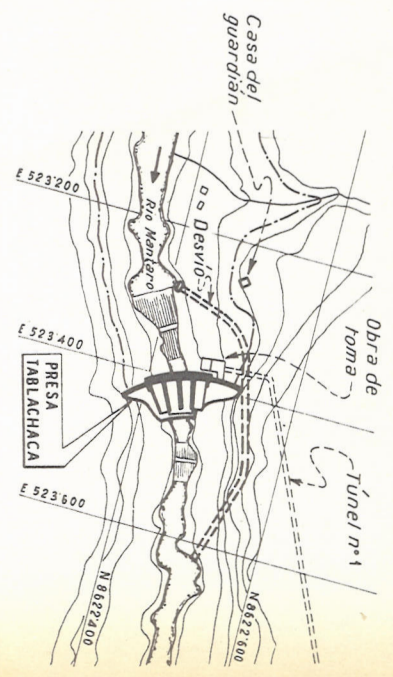 Casa del
guardián
Obra de
toma
Túnel nº1
Desvío
Río Mantaro
E 523'200
E 523'400
E 523'600
PRESA
TABLACHACA
N 8622'400
N 8622'600